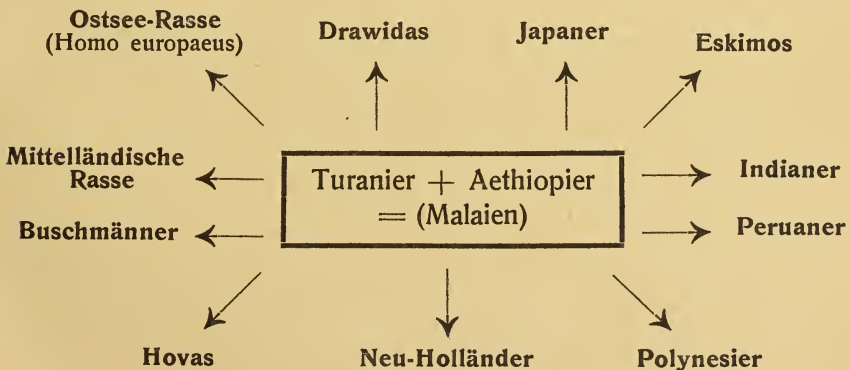 Ostsee-Rasse
(Homo europaeus)
Drawidas
Japaner
Eskimos
Mittelländische
Rasse
Turanier + Aethiopier
= (Malaien)
Indianer
Buschmänner
Peruaner
Hovas
Neu-Holländer
Polynesier